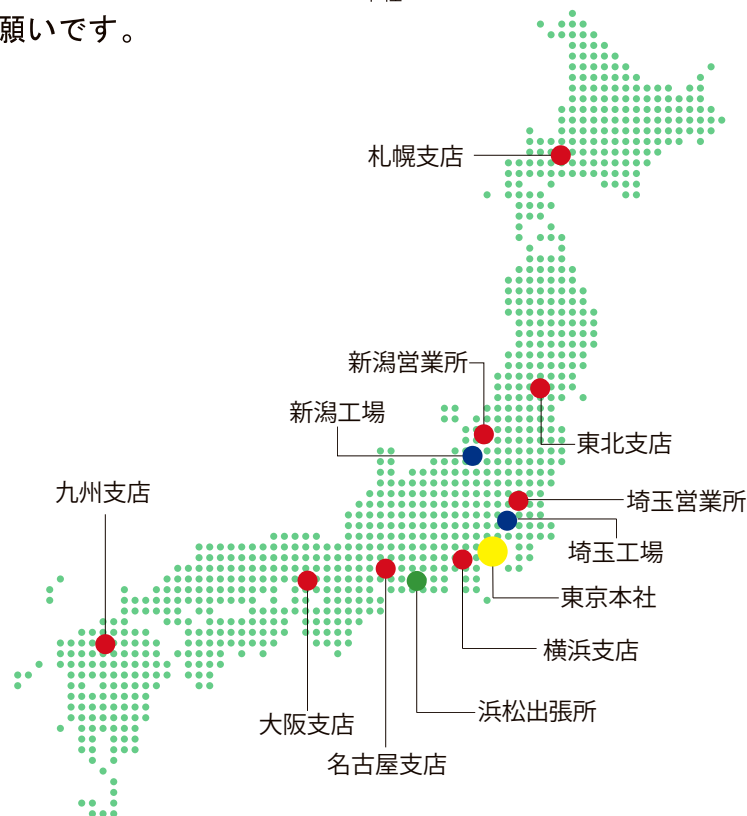 願いです。
札幌支店
新潟営業所
新潟工場
東北支店
九州支店
埼玉営業所
埼玉工場
東京本社
横浜支店
浜松出張所
大阪支店
名古屋支店